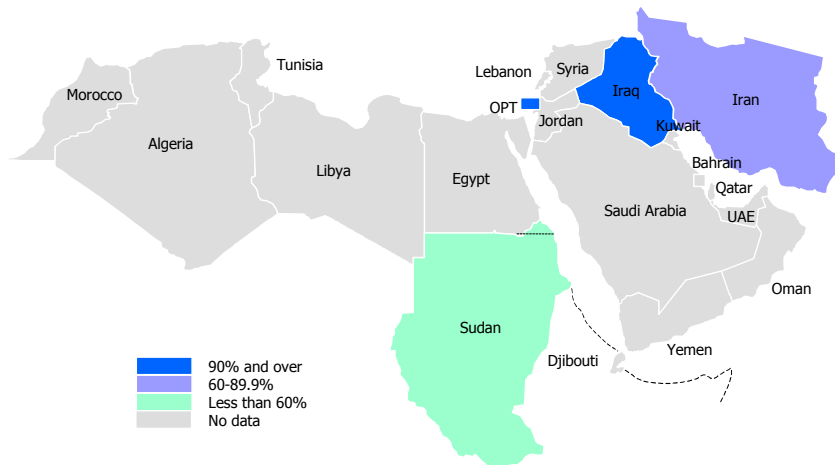 Tunisia
Lebanon
Syria
Morocco
Iraq
Iran
OPT
Jordan
Kuwait
Algeria
Libya
Egypt
Bahrain
Qatar
Saudi Arabia
UAE
Oman
Sudan
Yemen
Djibouti
90% and over
60-89.9%
Less than 60%
No data